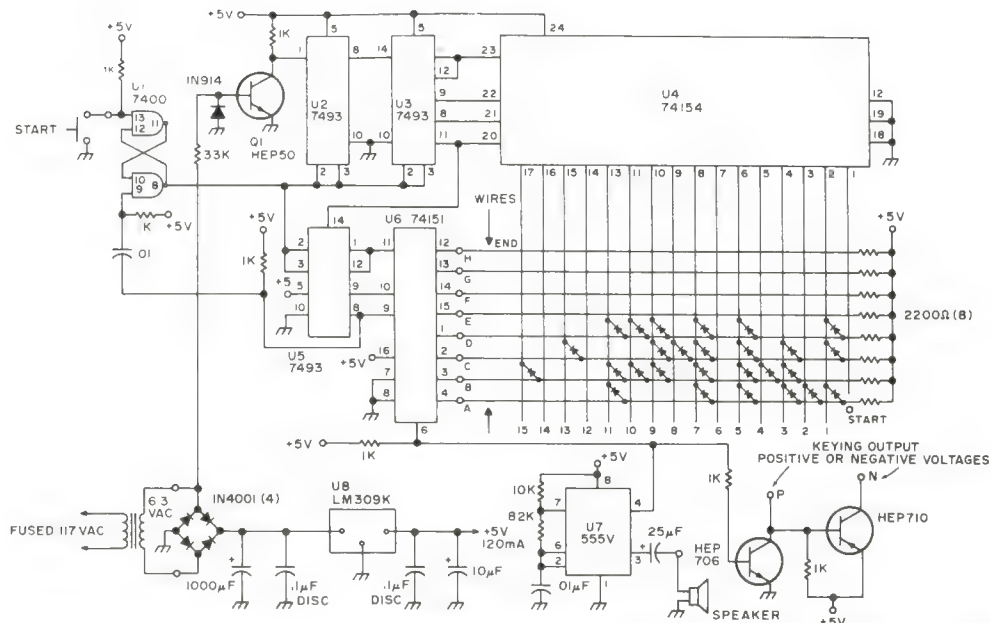 +5V
+5V
5
5
24
1K
1
8
14
23
12
U4
74154
12
19
18
+5V
1K
U1
7400
START
13
12
11
10
9
8
1N914
Q1
HEP50
33K
U2
7493
U3
7493
9
22
8
21
10
10
11
20
2
3
2
3
17
16
15
14
13
11
10
9
8
7
6
5
4
3
2
1
1K
+5V
.01
+5V
1K
14
U6 74151
WIRES
END
+5V
2
1
11
12
H
3
12
13
G
+5
5
9
10
14
F
10
8
9
15
E
U5
7493
+5V
16
1
D
7
2
C
3
B
8
4
A
6
2200Ω(8)
START
15
14
13
12
11
10
9
8
7
6
5
4
3
2
1
+5V
1K
+5V
KEYING OUTPUT
POSITIVE OR NEGATIVE VOLTAGES
P
N
FUSED 117 VAC
6.3
VAC
1N4001 (4)
U8
LM309K
+5V
120mA
+
1000µF
.1µF
DISC
.1µF
DISC
+
10µF
10K
82K
8
7
4
U7
555V
6
2
3
1
.01µF
+
25µF
SPEAKER
1K
HEP
706
1K
HEP710
+5V